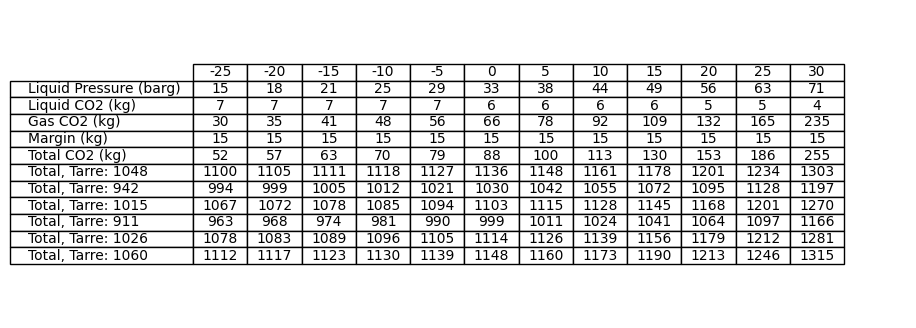 -25 -20 -15 -10 -5 0 5 10 15 20 25 30
Liquid Pressure (barg) 15 18 21 25 29 33 38 44 49 56 63 71
Liquid CO2 (kg) 7 7 7 7 7 6 6 6 6 5 5 4
Gas CO2 (kg) 30 35 41 48 56 66 78 92 109 132 165 235
Margin (kg) 15 15 15 15 15 15 15 15 15 15 15 15
Total CO2 (kg) 52 57 63 70 79 88 100 113 130 153 186 255
Total, Tarre: 1048 1100 1105 1111 1118 1127 1136 1148 1161 1178 1201 1234 1303
Total, Tarre: 942 994 999 1005 1012 1021 1030 1042 1055 1072 1095 1128 1197
Total, Tarre: 1015 1067 1072 1078 1085 1094 1103 1115 1128 1145 1168 1201 1270
Total, Tarre: 911 963 968 974 981 990 999 1011 1024 1041 1064 1097 1166
Total, Tarre: 1026 1078 1083 1089 1096 1105 1114 1126 1139 1156 1179 1212 1281
Total, Tarre: 1060 1112 1117 1123 1130 1139 1148 1160 1173 1190 1213 1246 1315